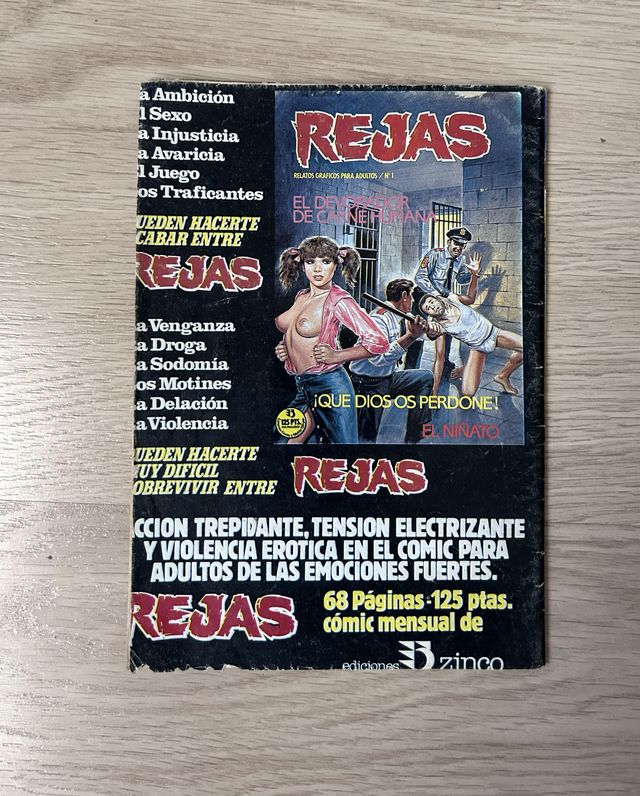 a Ambición
l Sexo
a Injusticia
a Avaricia
l Juego
os Traficantes
UEDEN HACERTE
CABAR ENTRE
REJAS
a Venganza
a Droga
a Sodomía
os Motines
a Delación
a Violencia
UEDEN HACERTE
UY DIFICIL
OBREVIVIR ENTRE
REJAS
REJAS
RELATOS GRAFICOS PARA ADULTOS / Nº 1
EL DEVORADOR
DE CARNE HUMANA
¡QUE DIOS OS PERDONE!
125 PTS.
EL NIÑATO
CCION TREPIDANTE, TENSION ELECTRIZANTE
Y VIOLENCIA EROTICA EN EL COMIC PARA
ADULTOS DE LAS EMOCIONES FUERTES.
REJAS
68 Páginas-125 ptas.
cómic mensual de
ediciones zinco